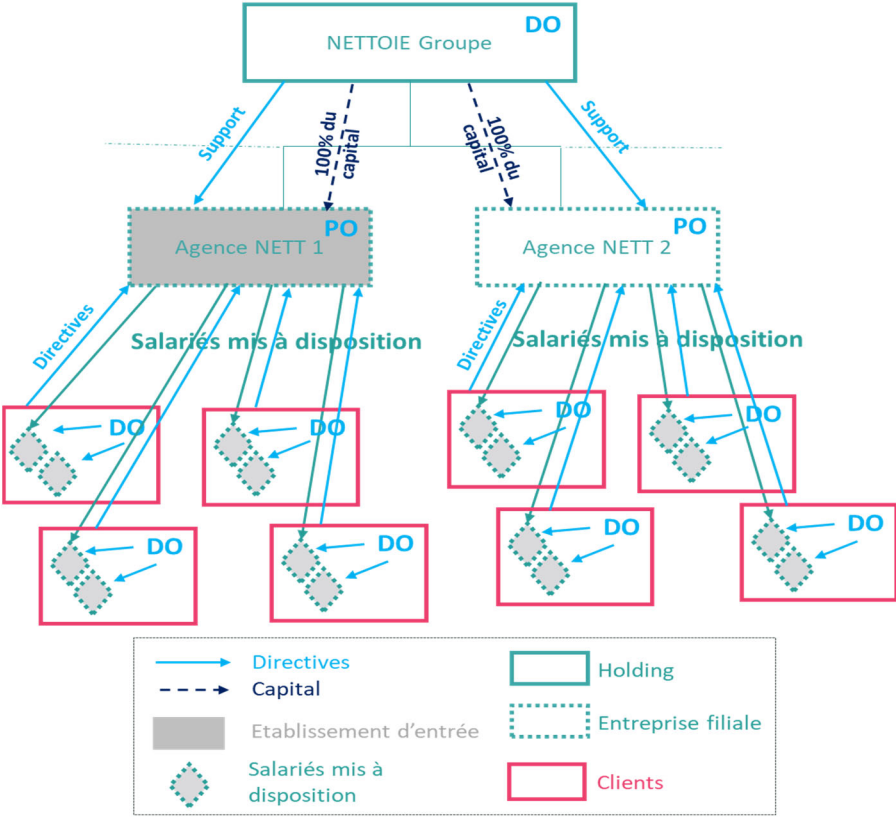 NETTOIE Groupe
DO
Support
100% du
capital
100% du
capital
Support
PO
Agence NETT 1
PO
Agence NETT 2
Directives
Salariés mis à disposition
Directives
Salariés mis à disposition
DO
DO
DO
DO
DO
DO
DO
DO
Directives
Capital
Etablissement d'entrée
Salariés mis à
disposition
Holding
Entreprise filiale
Clients